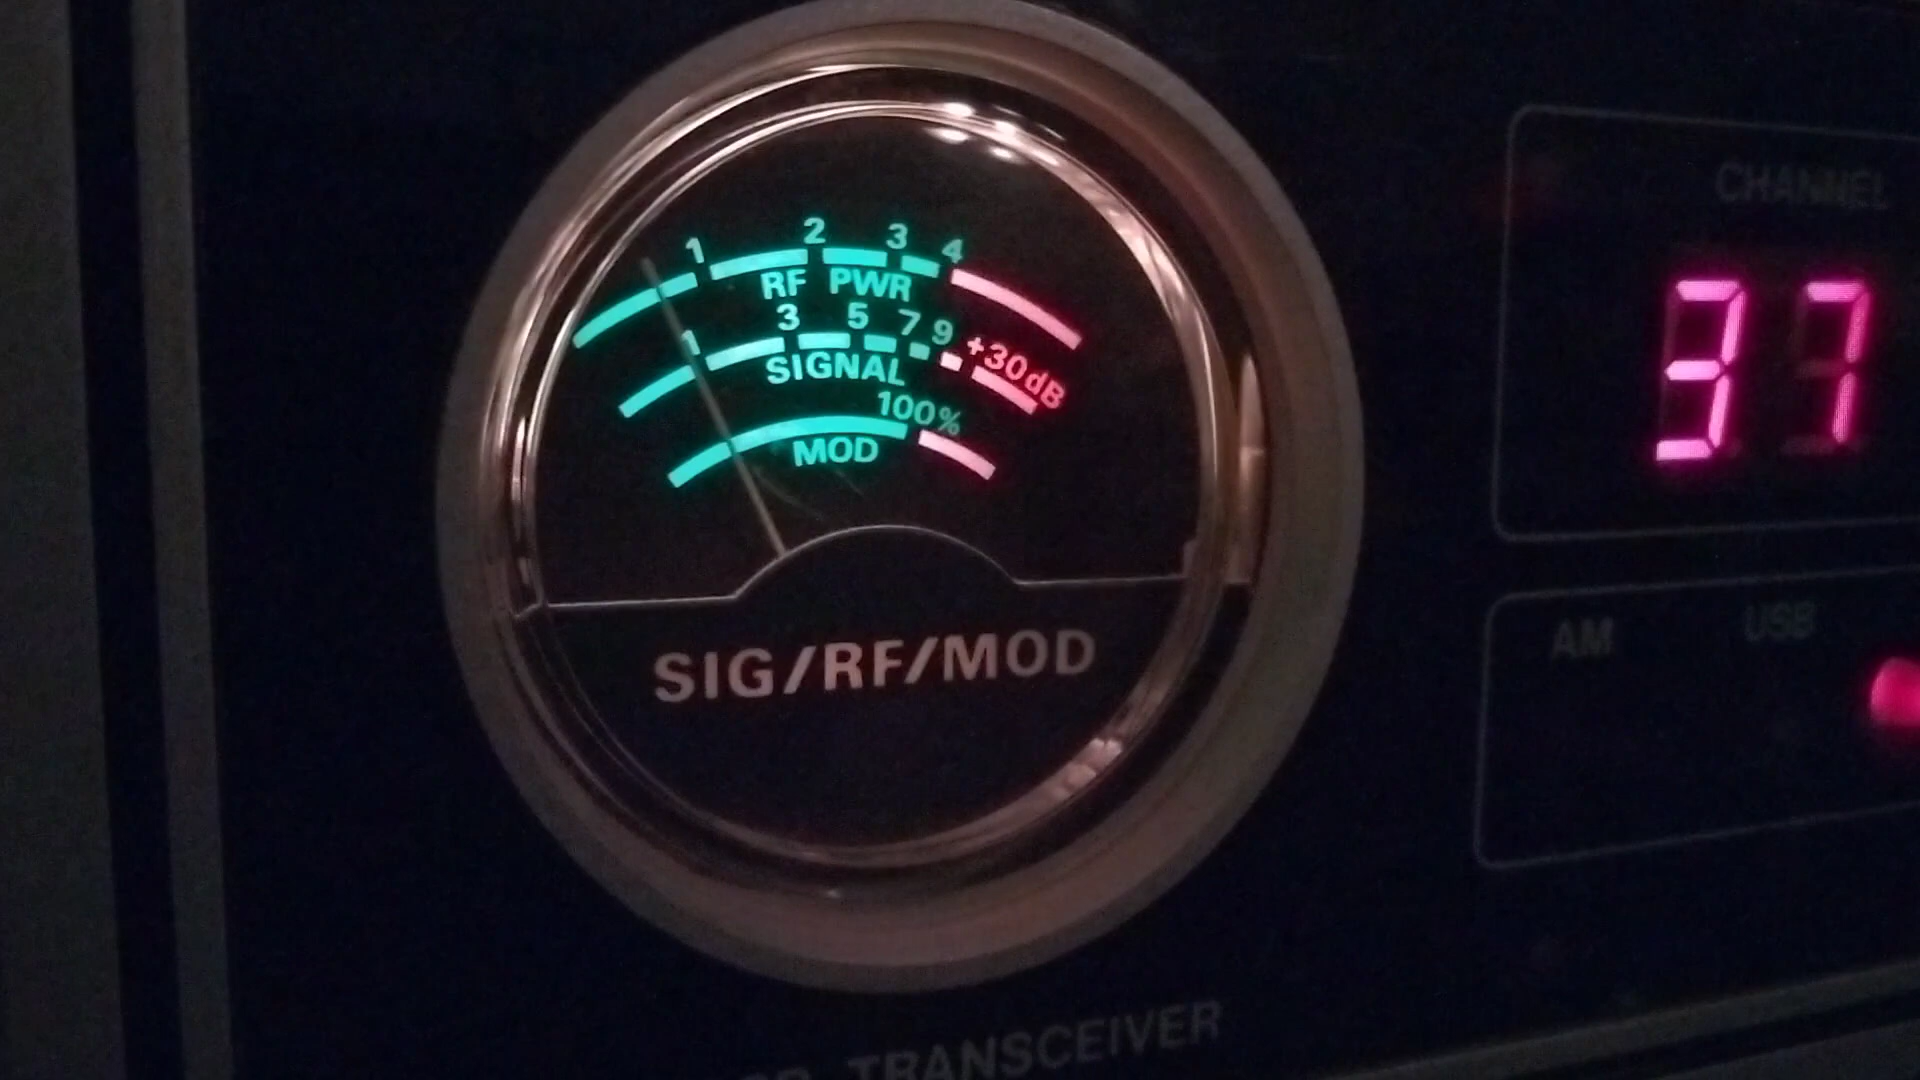 1 2 3 4
RF PWR
1 3 5 7 9 +30dB
SIGNAL
100%
MOD
SIG/RF/MOD
CHANNEL
37
AM USB
TRANSCEIVER